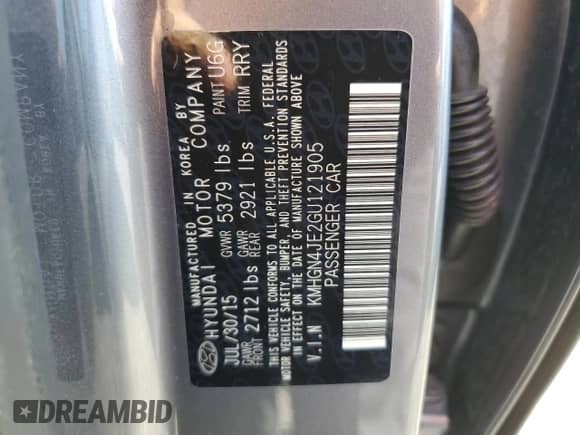 MANUFACTURED IN KOREA BY
HYUNDAI MOTOR COMPANY
JUL/30/15 GVWR 5379 lbs PAINT U6G
GAWR FRONT 2712 lbs GAWR REAR 2921 lbs TRIM RRY
THIS VEHICLE CONFORMS TO ALL APPLICABLE U.S.A. FEDERAL
MOTOR VEHICLE SAFETY, BUMPER, AND THEFT PREVENTION STANDARDS
IN EFFECT ON THE DATE OF MANUFACTURE SHOWN ABOVE
V.I.N KMHGN4JE2GU121905
PASSENGER CAR
DREAMBID